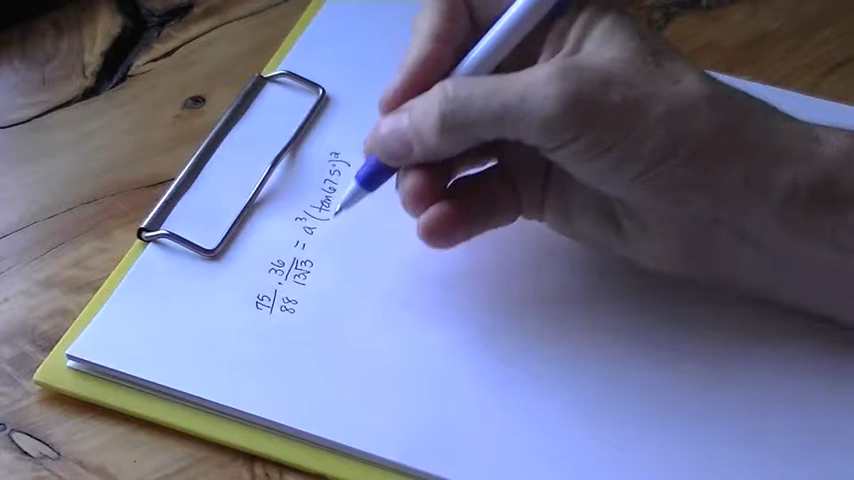 75/88 · 36/13√3 = a³(tan67.5°)²